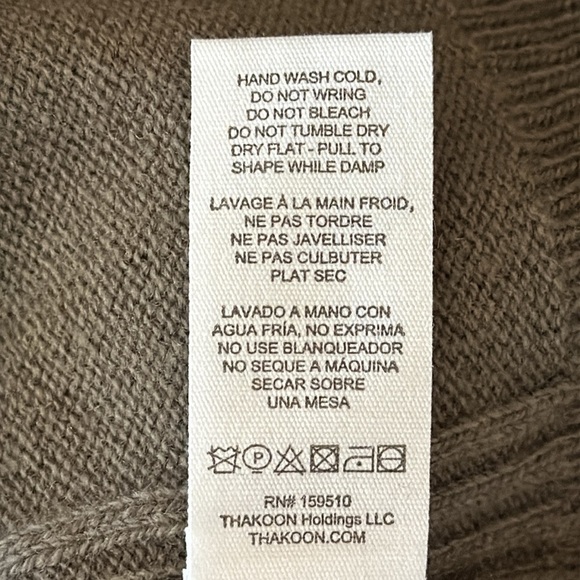 HAND WASH COLD,
DO NOT WRING
DO NOT BLEACH
DO NOT TUMBLE DRY
DRY FLAT - PULL TO
SHAPE WHILE DAMP
LAVAGE À LA MAIN FROID,
NE PAS TORDRE
NE PAS JAVELLISER
NE PAS CULBUTER
PLAT SEC
LAVADO A MANO CON
AGUA FRÍA, NO EXPRIMA
NO USE BLANQUEADOR
NO SEQUE A MÁQUINA
SECAR SOBRE
UNA MESA
P
RN# 159510
THAKOON Holdings LLC
THAKOON.COM